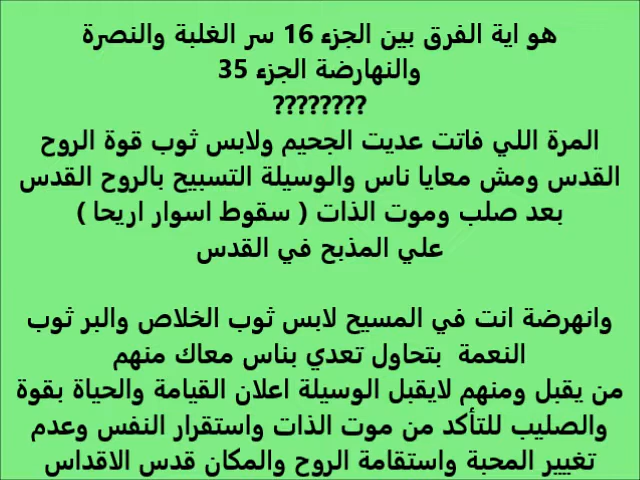 هو اية الفرق بين الجزء 16 سر الغلبة والنصرة
والنهارضة الجزء 35
????????
المرة اللي فاتت عديت الجحيم ولابس ثوب قوة الروح
القدس ومش معايا ناس والوسيلة التسبيح بالروح القدس
بعد صلب وموت الذات ( سقوط اسوار اريحا )
علي المذبح في القدس
وانهرضة انت في المسيح لابس ثوب الخلاص والبر ثوب
النعمة بتحاول تعدي بناس معاك منهم
من يقبل ومنهم لايقبل الوسيلة اعلان القيامة والحياة بقوة
والصليب للتأكد من موت الذات واستقرار النفس وعدم
تغيير المحبة واستقامة الروح والمكان قدس الاقداس